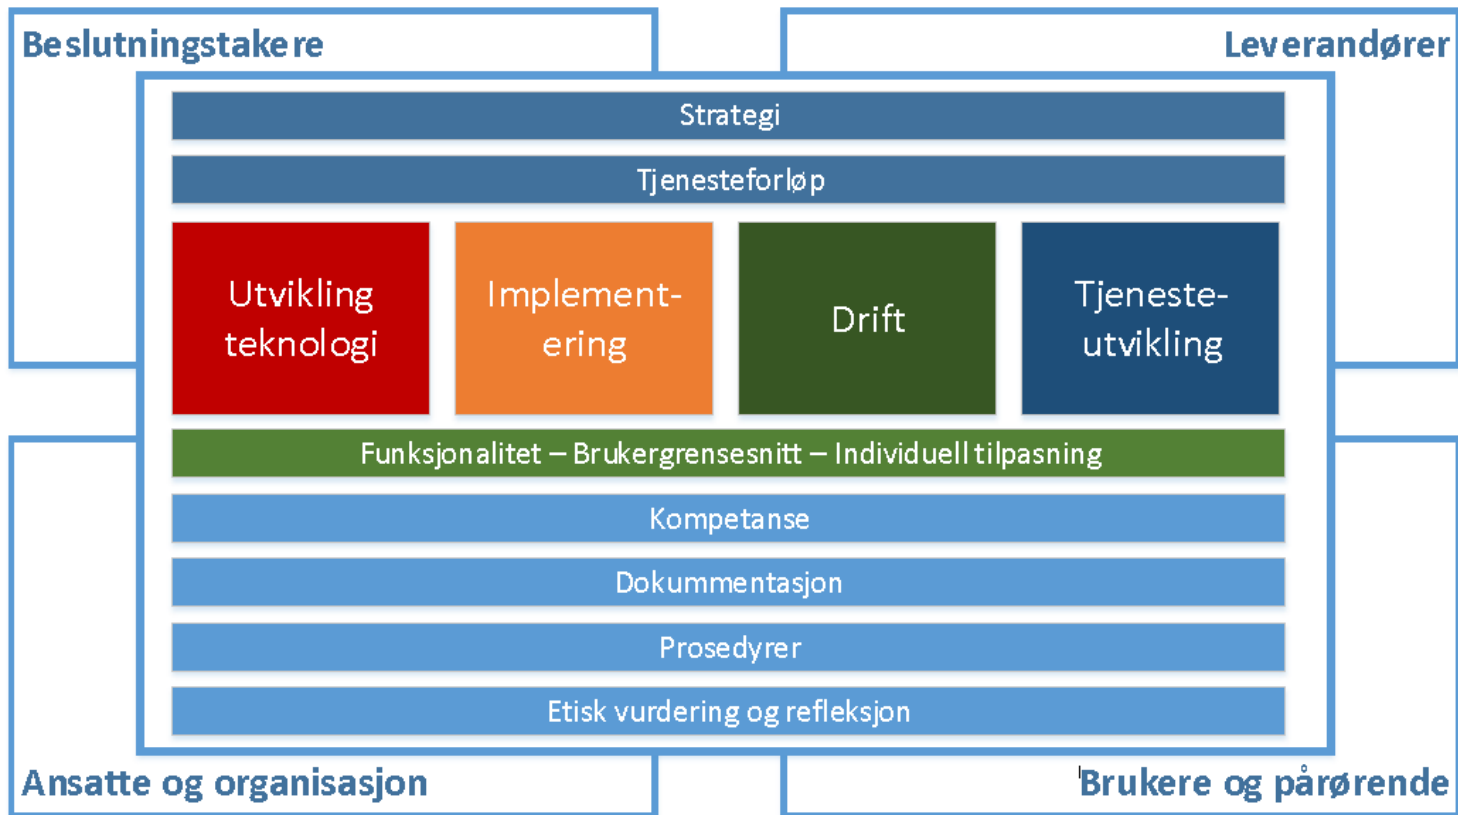 Beslutningstakere
Leverandører
Strategi
Tjenesteforløp
Utvikling
teknologi
Implement-
ering
Drift
Tjeneste-
utvikling
Funksjonalitet – Brukergrensesnitt – Individuell tilpasning
Kompetanse
Dokummentasjon
Prosedyrer
Etisk vurdering og refleksjon
Ansatte og organisasjon
Brukere og pårørende